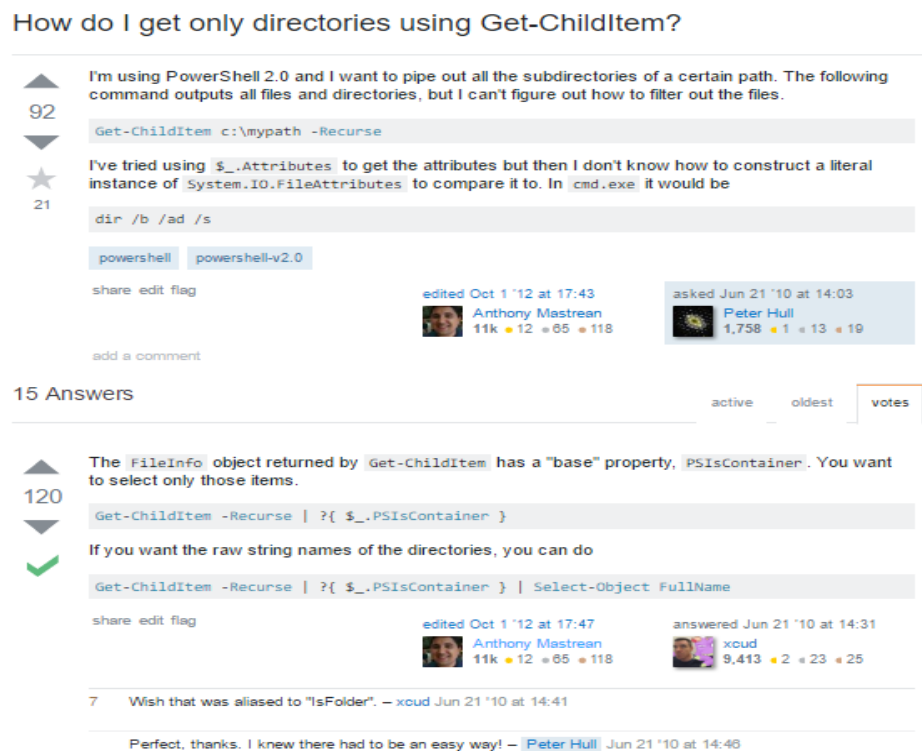 How do I get only directories using Get-ChildItem?
92
I'm using PowerShell 2.0 and I want to pipe out all the subdirectories of a certain path. The following
command outputs all files and directories, but I can't figure out how to filter out the files.
Get-ChildItem c:\mypath -Recurse
I've tried using $_.Attributes to get the attributes but then I don't know how to construct a literal
instance of System.IO.FileAttributes to compare it to. In cmd.exe it would be
21
dir /b /ad /s
powershell powershell-v2.0
share edit flag
edited Oct 1 '12 at 17:43
Anthony Mastrean
11k 12 65 118
asked Jun 21 '10 at 14:03
Peter Hull
1,758 1 13 19
add a comment
15 Answers
active oldest votes
120
The FileInfo object returned by Get-ChildItem has a "base" property, PSIsContainer. You want
to select only those items.
Get-ChildItem -Recurse | ?{ $_.PSIsContainer }
If you want the raw string names of the directories, you can do
Get-ChildItem -Recurse | ?{ $_.PSIsContainer } | Select-Object FullName
share edit flag
edited Oct 1 '12 at 17:47
Anthony Mastrean
11k 12 65 118
answered Jun 21 '10 at 14:31
xcud
9,413 2 23 25
7 Wish that was aliased to "IsFolder". – xcud Jun 21 '10 at 14:41
Perfect, thanks. I knew there had to be an easy way! – Peter Hull Jun 21 '10 at 14:46